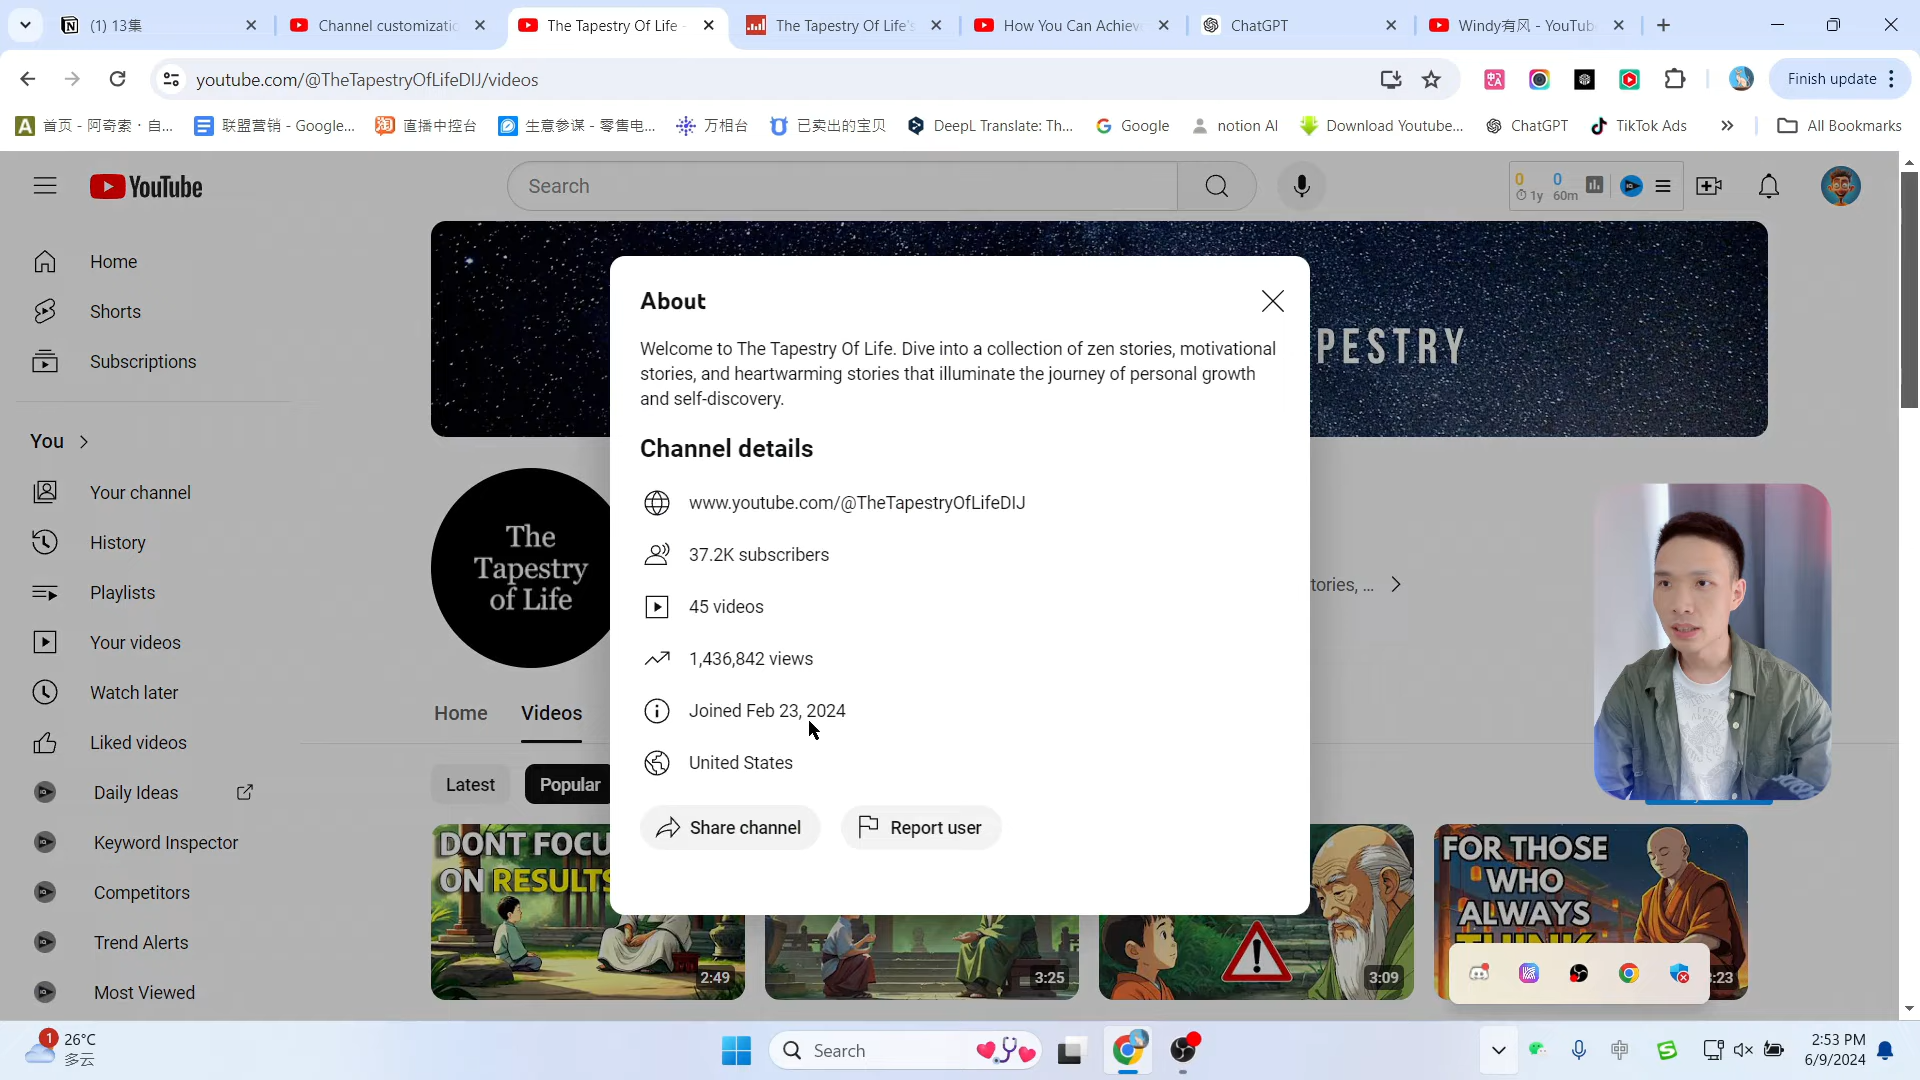 (1) 13集
Channel customizatio
The Tapestry Of Life -
The Tapestry Of Life's
How You Can Achieve
ChatGPT
Windy有风 - YouTub
youtube.com/@TheTapestryOfLifeDIJ/videos
Finish update
首页 - 阿奇索 · 自...
联盟营销 - Google...
直播中控台
生意参谋 - 零售电...
万相台
已卖出的宝贝
DeepL Translate: Th...
Google
notion AI
Download Youtube...
ChatGPT
TikTok Ads
All Bookmarks
YouTube
Search
0
0
1y
60m
Home
Shorts
Subscriptions
You
Your channel
History
Playlists
Your videos
Watch later
Liked videos
Daily Ideas
Keyword Inspector
Competitors
Trend Alerts
Most Viewed
PESTRY
The
Tapestry
of Life
tories, ...
Home
Videos
Latest
Popular
About
Welcome to The Tapestry Of Life. Dive into a collection of zen stories, motivational
stories, and heartwarming stories that illuminate the journey of personal growth
and self-discovery.
Channel details
www.youtube.com/@TheTapestryOfLifeDIJ
37.2K subscribers
45 videos
1,436,842 views
Joined Feb 23, 2024
United States
Share channel
Report user
DONT FOCU
ON RESULTS
2:49
3:25
3:09
FOR THOSE
WHO
ALWAYS
THINK
:23
1
26°C
多云
Search
中
2:53 PM
6/9/2024